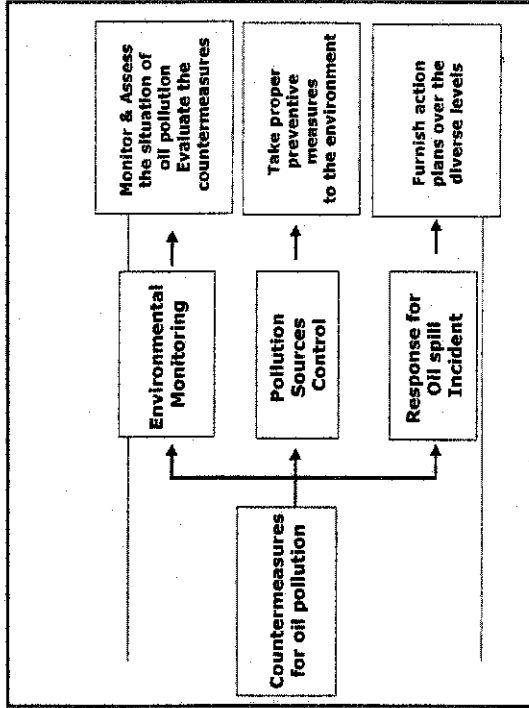 Countermeasures
for oil pollution
Environmental
Monitoring
Monitor & Assess
the situation of
oil pollution
Evaluate the
countermeasures
Pollution
Sources
Control
Take proper
preventive
measures
to the environment
Response for
Oil spill
Incident
Furnish action
plans over the
diverse levels